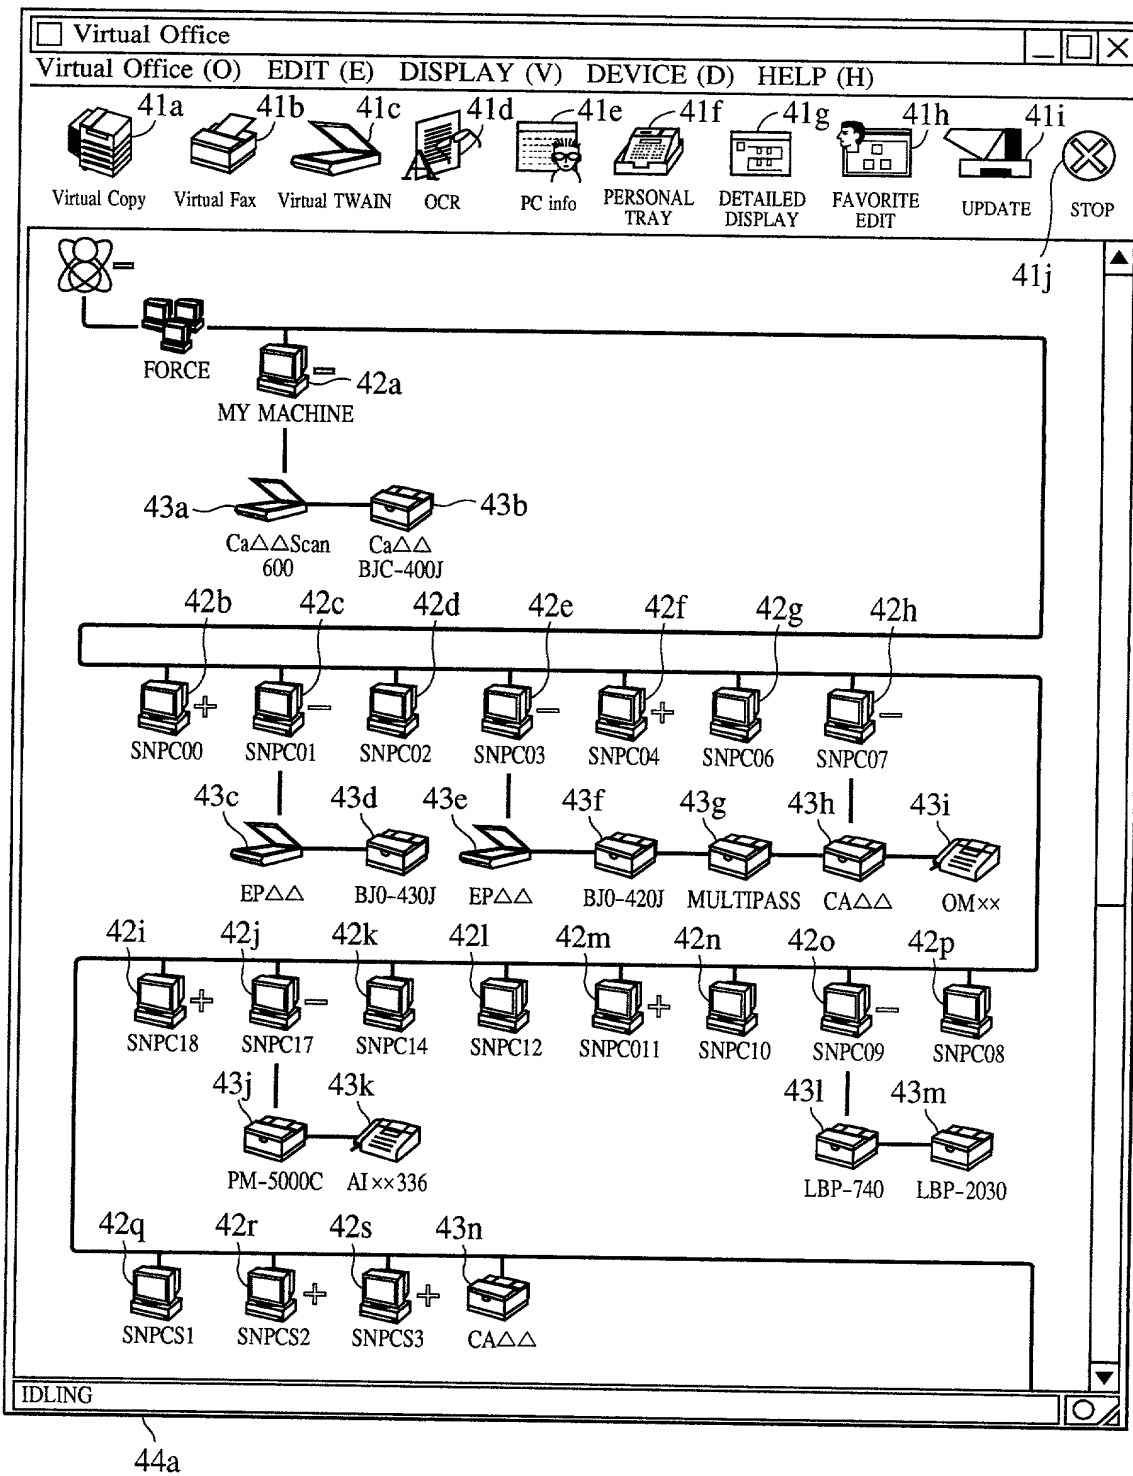 Virtual Office
Virtual Office (O) EDIT (E) DISPLAY (V) DEVICE (D) HELP (H)
41a 41b 41c 41d 41e 41f 41g 41h 41i
Virtual Copy Virtual Fax Virtual TWAIN OCR PC info PERSONAL TRAY DETAILED DISPLAY FAVORITE EDIT UPDATE STOP
41j
FORCE
42a
MY MACHINE
43a 43b
Ca△△Scan 600 Ca△△ BJC-400J
42b 42c 42d 42e 42f 42g 42h
+ − − + −
SNPC00 SNPC01 SNPC02 SNPC03 SNPC04 SNPC06 SNPC07
43c 43d 43e 43f 43g 43h 43i
EP△△ BJ0-430J EP△△ BJ0-420J MULTIPASS CA△△ OM××
42i 42j 42k 42l 42m 42n 42o 42p
+ − + −
SNPC18 SNPC17 SNPC14 SNPC12 SNPC011 SNPC10 SNPC09 SNPC08
43j 43k 43l 43m
PM-5000C AI××336 LBP-740 LBP-2030
42q 42r 42s 43n
+ +
SNPCS1 SNPCS2 SNPCS3 CA△△
IDLING
44a